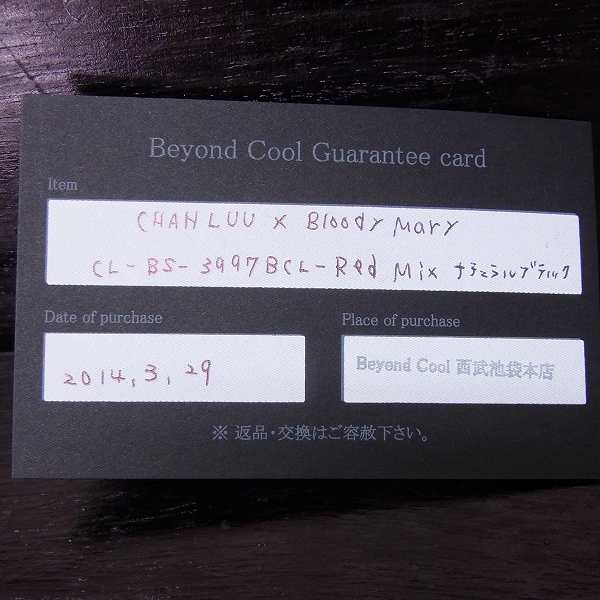 Beyond Cool Guarantee card
Item
CHAN LUU x Bloody Mary
CL-BS-3997BCL-Red Mix ナチュラルブティック
Date of purchase
Place of purchase
2014, 3, 29
Beyond Cool 西武池袋本店
※ 返品・交換はご容赦下さい。